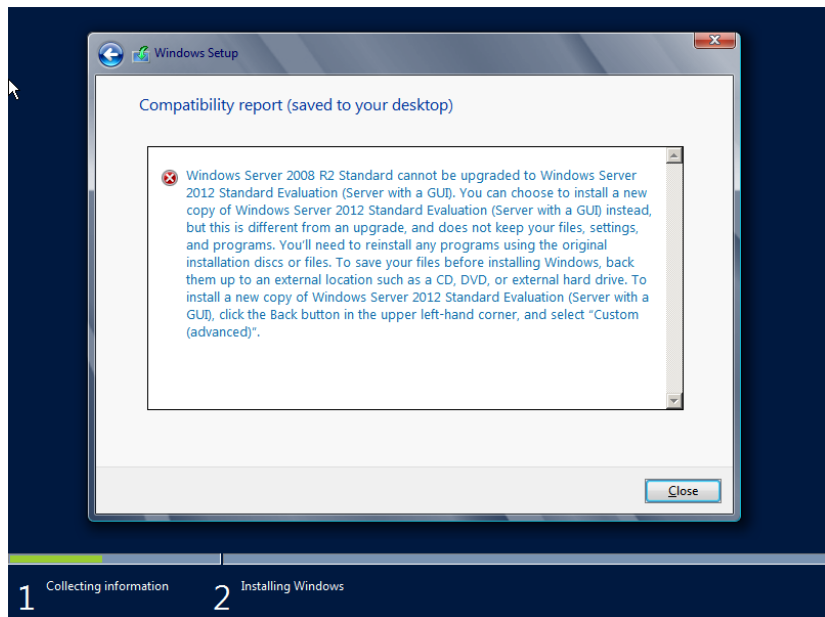 Windows Setup
Compatibility report (saved to your desktop)
Windows Server 2008 R2 Standard cannot be upgraded to Windows Server
2012 Standard Evaluation (Server with a GUI). You can choose to install a new
copy of Windows Server 2012 Standard Evaluation (Server with a GUI) instead,
but this is different from an upgrade, and does not keep your files, settings,
and programs. You'll need to reinstall any programs using the original
installation discs or files. To save your files before installing Windows, back
them up to an external location such as a CD, DVD, or external hard drive. To
install a new copy of Windows Server 2012 Standard Evaluation (Server with a
GUI), click the Back button in the upper left-hand corner, and select "Custom
(advanced)".
Close
1 Collecting information
2 Installing Windows